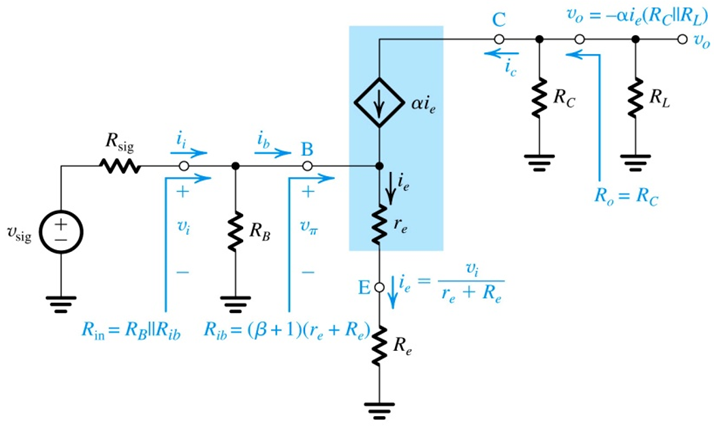 C
v_o = −αi_e(R_C||R_L)
v_o
i_c
αi_e
R_C
R_L
R_sig
i_i
i_b
B
i_e
R_o = R_C
+
+
v_sig
+
−
v_i
R_B
v_π
r_e
−
−
E
i_e = v_i / r_e + R_e
R_in = R_B||R_ib
R_ib = (β + 1)(r_e + R_e)
R_e